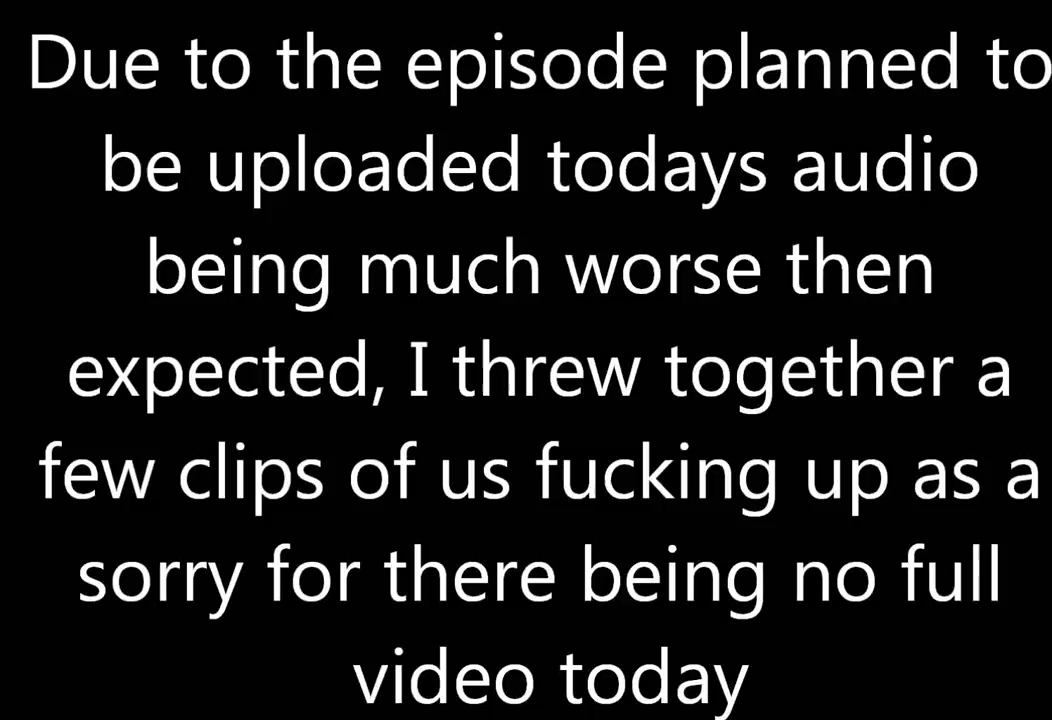 Due to the episode planned to
be uploaded todays audio
being much worse then
expected, I threw together a
few clips of us fucking up as a
sorry for there being no full
video today